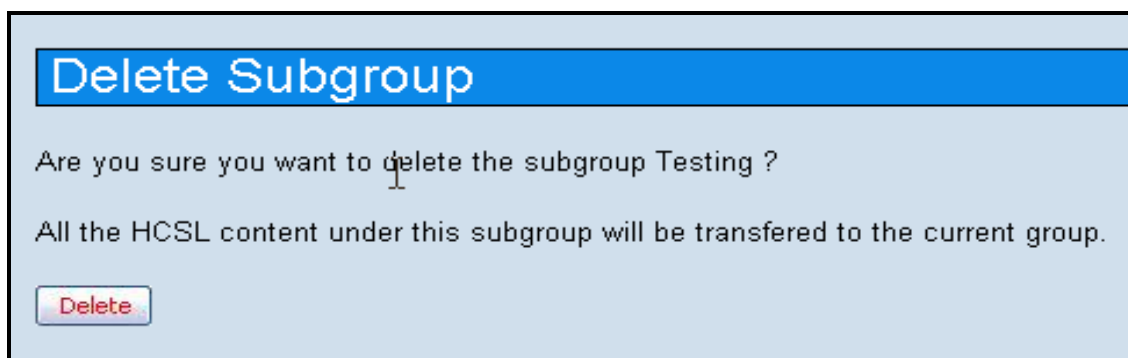 Delete Subgroup
Are you sure you want to delete the subgroup Testing ?
All the HCSL content under this subgroup will be transfered to the current group.
Delete